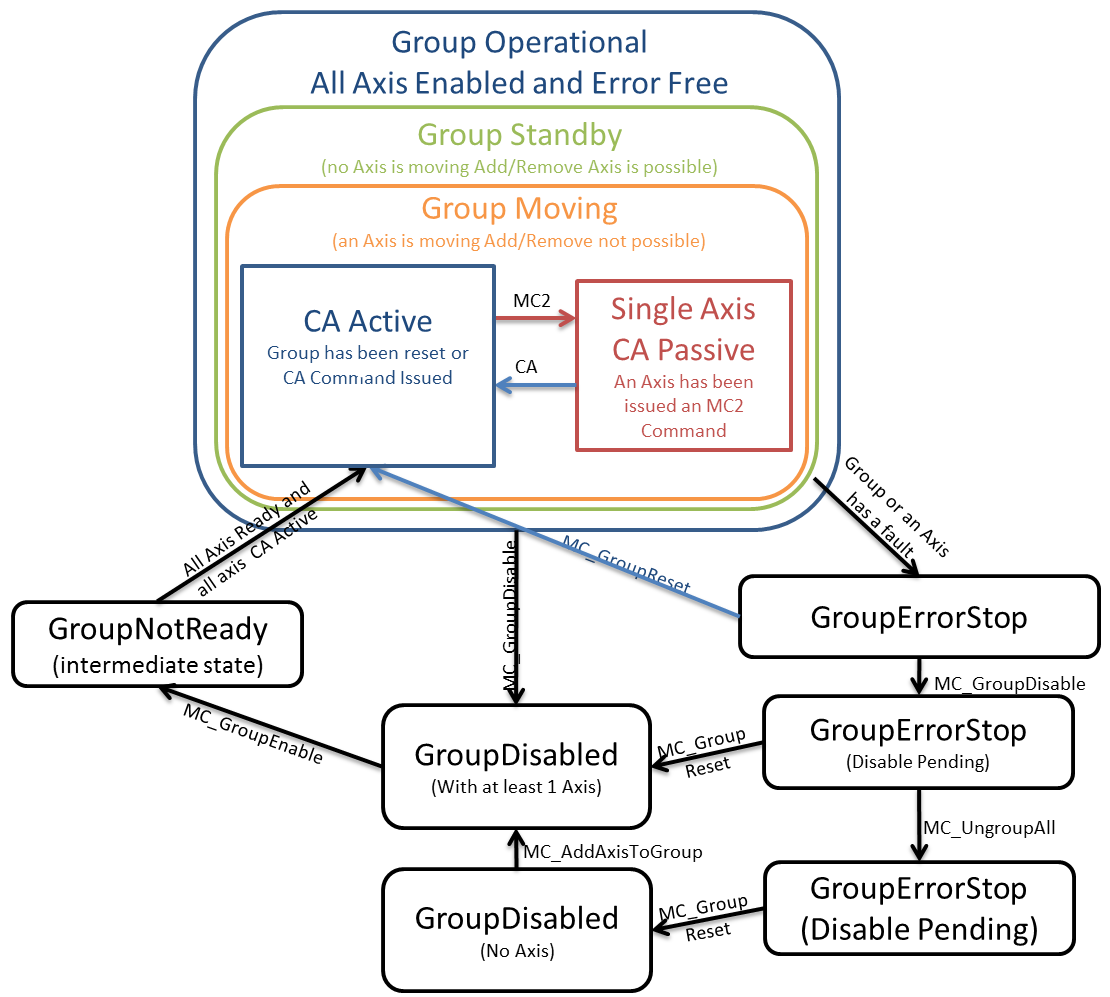 Group Operational
All Axis Enabled and Error Free
Group Standby
(no Axis is moving Add/Remove Axis is possible)
Group Moving
(an Axis is moving Add/Remove not possible)
CA Active
Group has been reset or
CA Command Issued
MC2
CA
Single Axis
CA Passive
An Axis has been
issued an MC2
Command
All Axis Ready and
all axis CA Active
MC_GroupDisable
MC_GroupReset
Group or an Axis
has a fault
GroupNotReady
(intermediate state)
GroupErrorStop
MC_GroupDisable
MC_GroupEnable
GroupDisabled
(With at least 1 Axis)
MC_Group
Reset
GroupErrorStop
(Disable Pending)
MC_UngroupAll
MC_AddAxisToGroup
GroupDisabled
(No Axis)
MC_Group
Reset
GroupErrorStop
(Disable Pending)